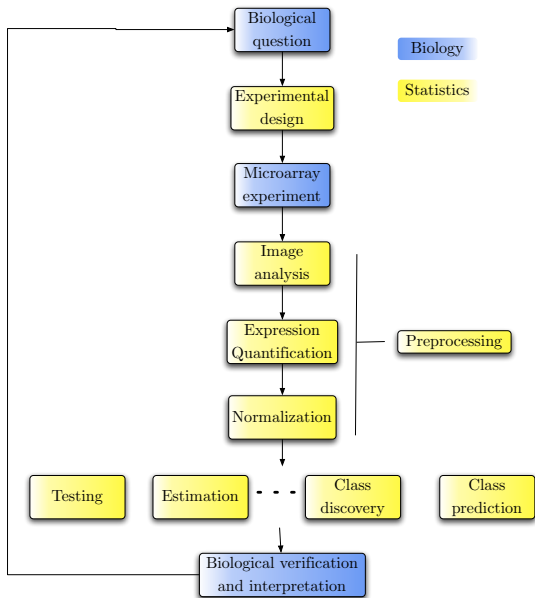 Biological
question
Biology
Statistics
Experimental
design
Microarray
experiment
Image
analysis
Expression
Quantification
Preprocessing
Normalization
Testing
Estimation
Class
discovery
Class
prediction
Biological verification
and interpretation